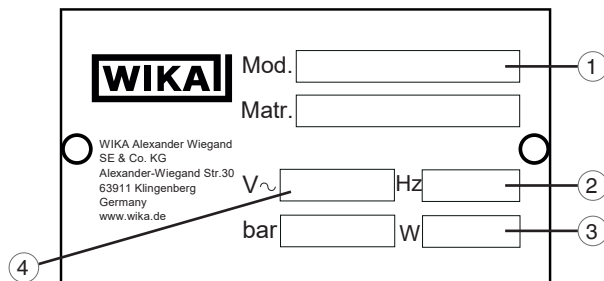 WIKA
Mod.
1
Matr.
WIKA Alexander Wiegand
SE & Co. KG
Alexander-Wiegand Str.30
63911 Klingenberg
Germany
www.wika.de
V~ Hz
2
bar W
3
4